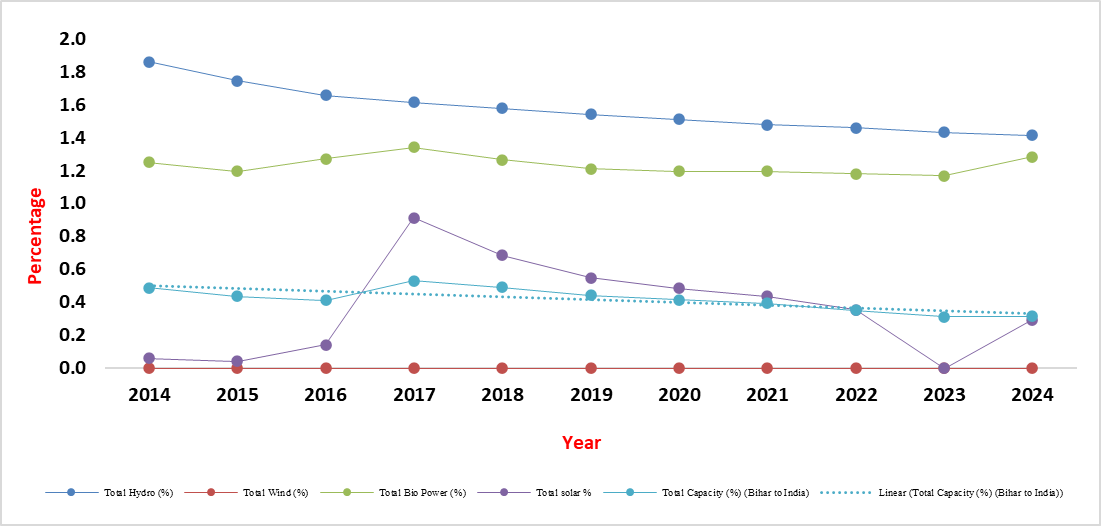 2.0
1.8
1.6
1.4
1.2
1.0
0.8
0.6
0.4
0.2
0.0
Percentage
2014 2015 2016 2017 2018 2019 2020 2021 2022 2023 2024
Year
Total Hydro (%) Total Wind (%) Total Bio Power (%) Total solar % Total Capacity (%) (Bihar to India) Linear (Total Capacity (%) (Bihar to India))